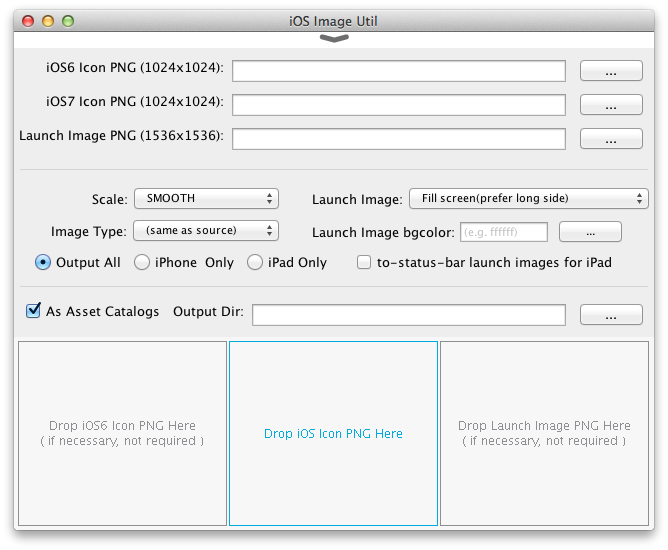 iOS Image Util
iOS6 Icon PNG (1024x1024):
...
iOS7 Icon PNG (1024x1024):
...
Launch Image PNG (1536x1536):
...
Scale: SMOOTH Launch Image: Fill screen(prefer long side)
Image Type: (same as source) Launch Image bgcolor: (e.g. ffffff) ...
Output All iPhone Only iPad Only to-status-bar launch images for iPad
As Asset Catalogs Output Dir: ...
Drop iOS6 Icon PNG Here
( if necessary, not required )
Drop iOS Icon PNG Here
Drop Launch Image PNG Here
( if necessary, not required )